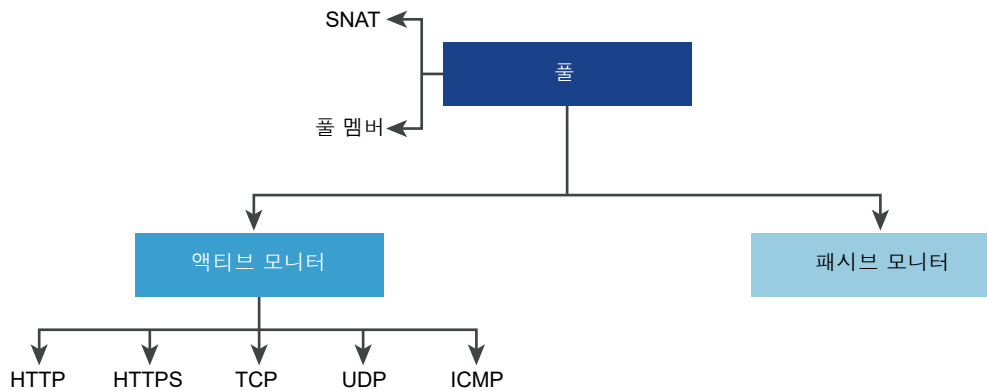 SNAT
풀
풀 멤버
액티브 모니터
패시브 모니터
HTTP
HTTPS
TCP
UDP
ICMP